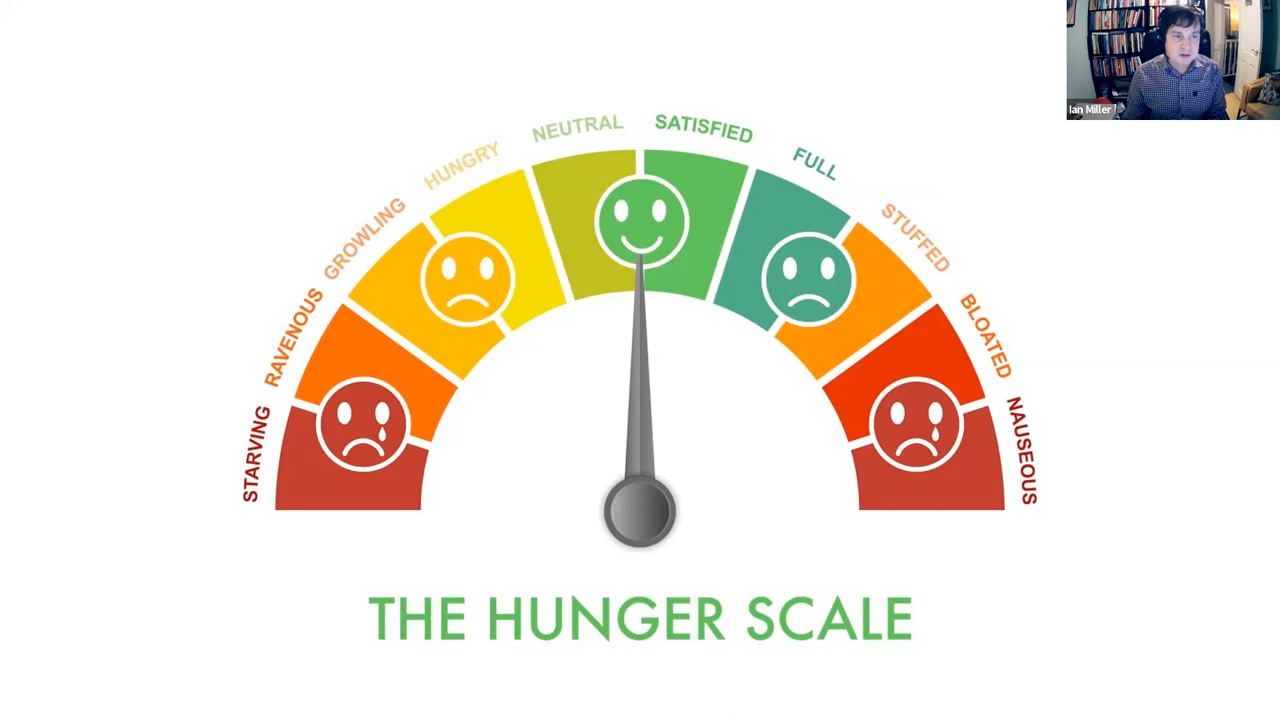 STARVING
RAVENOUS
GROWLING
HUNGRY
NEUTRAL
SATISFIED
FULL
STUFFED
BLOATED
NAUSEOUS
THE HUNGER SCALE
Ian Miller